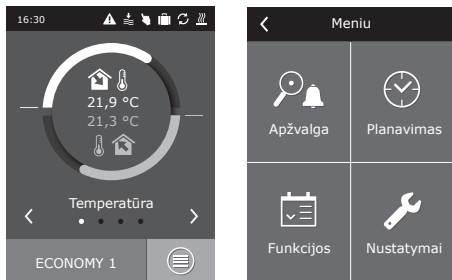 16:30
21,9 °C
21,3 °C
Temperatūra
ECONOMY 1
Meniu
Apžvalga
Planavimas
Funkcijos
Nustatymai